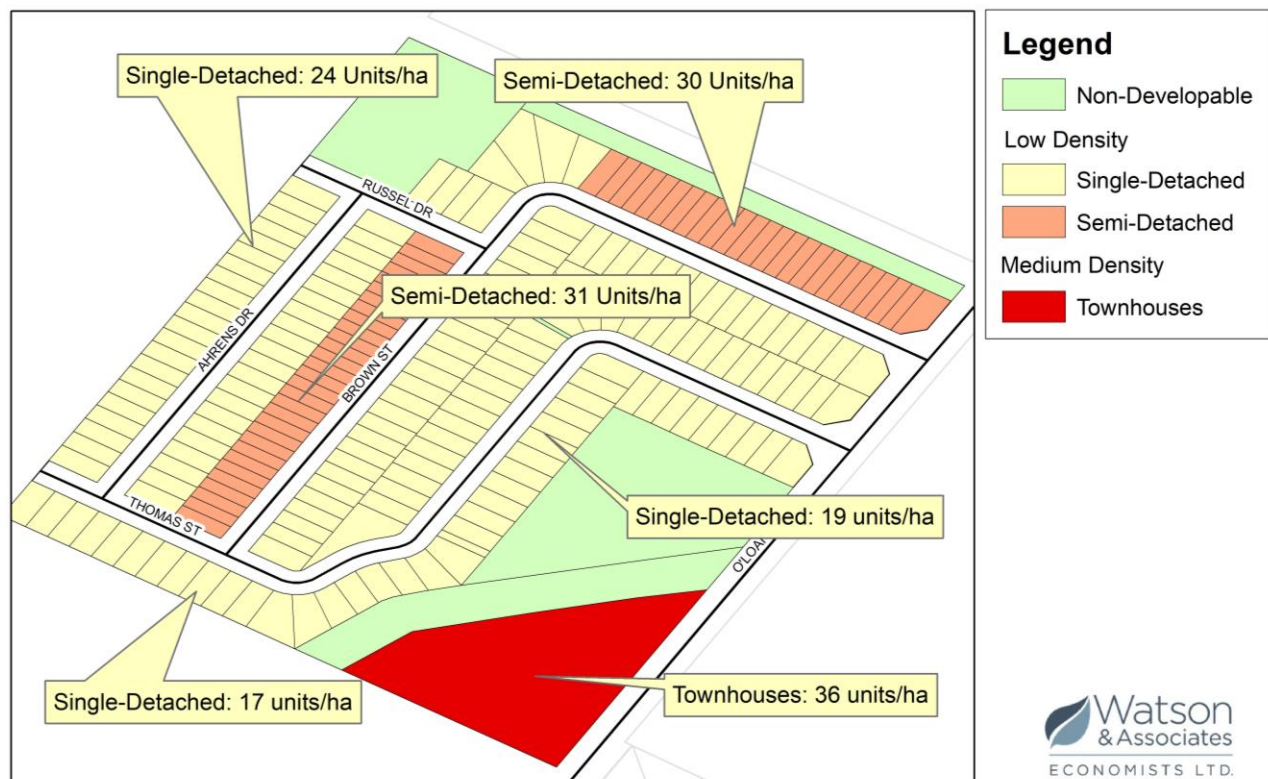 Single-Detached: 24 Units/ha
Semi-Detached: 30 Units/ha
RUSSEL DR
Semi-Detached: 31 Units/ha
AHRENS DR
BROWN ST
THOMAS ST
Single-Detached: 19 units/ha
Single-Detached: 17 units/ha
Townhouses: 36 units/ha
Legend
Non-Developable
Low Density
Single-Detached
Semi-Detached
Medium Density
Townhouses
Watson
& Associates
ECONOMISTS LTD.